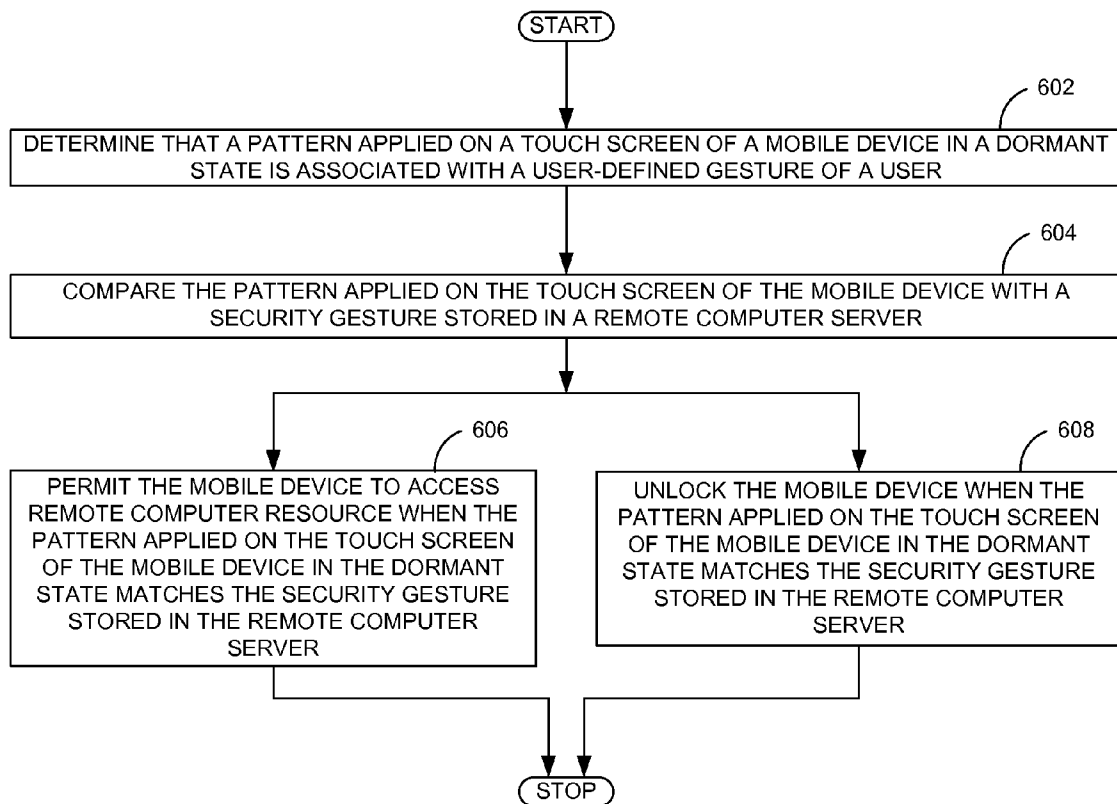 START
602
DETERMINE THAT A PATTERN APPLIED ON A TOUCH SCREEN OF A MOBILE DEVICE IN A DORMANT
STATE IS ASSOCIATED WITH A USER-DEFINED GESTURE OF A USER
604
COMPARE THE PATTERN APPLIED ON THE TOUCH SCREEN OF THE MOBILE DEVICE WITH A
SECURITY GESTURE STORED IN A REMOTE COMPUTER SERVER
606
PERMIT THE MOBILE DEVICE TO ACCESS
REMOTE COMPUTER RESOURCE WHEN THE
PATTERN APPLIED ON THE TOUCH SCREEN
OF THE MOBILE DEVICE IN THE DORMANT
STATE MATCHES THE SECURITY GESTURE
STORED IN THE REMOTE COMPUTER
SERVER
608
UNLOCK THE MOBILE DEVICE WHEN THE
PATTERN APPLIED ON THE TOUCH SCREEN
OF THE MOBILE DEVICE IN THE DORMANT
STATE MATCHES THE SECURITY GESTURE
STORED IN THE REMOTE COMPUTER
SERVER
STOP